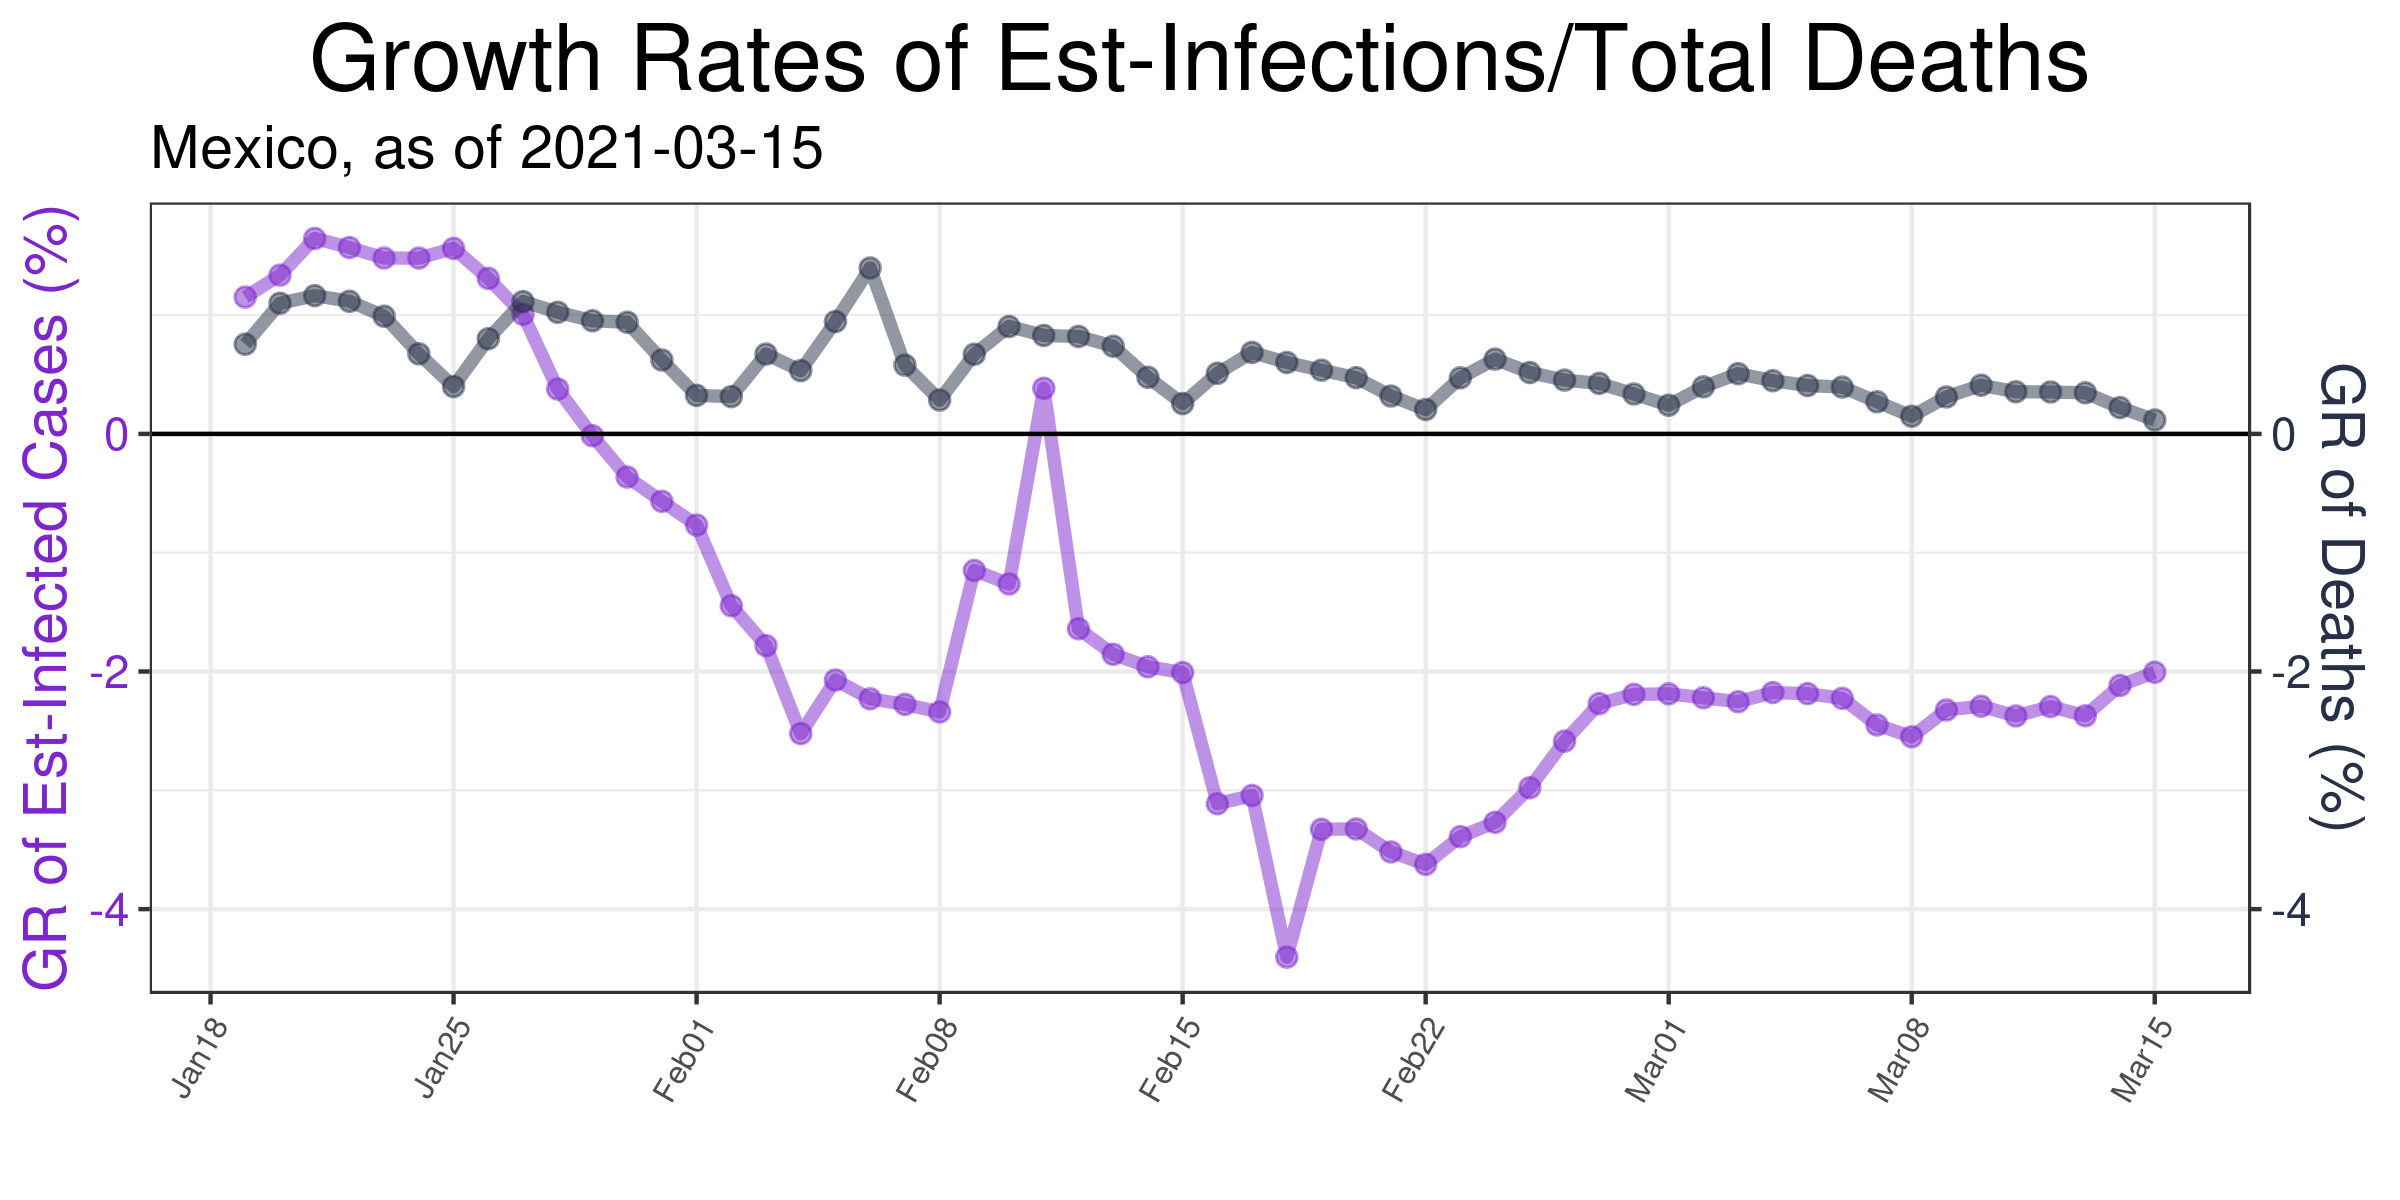 Growth Rates of Est-Infections/Total Deaths
Mexico, as of 2021-03-15
GR of Est-Infected Cases (%)
0
-2
-4
0
-2
-4
GR of Deaths (%)
Jan18
Jan25
Feb01
Feb08
Feb15
Feb22
Mar01
Mar08
Mar15